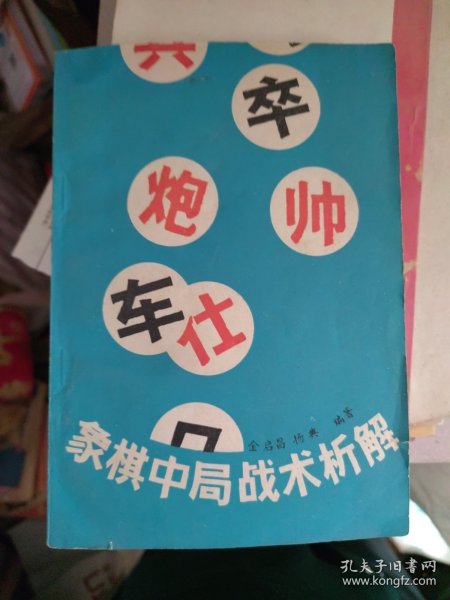 兵
卒
炮
帅
车
仕
金启昌 杨典 编著
象棋中局战术析解
孔夫子旧书网
www.kongfz.com